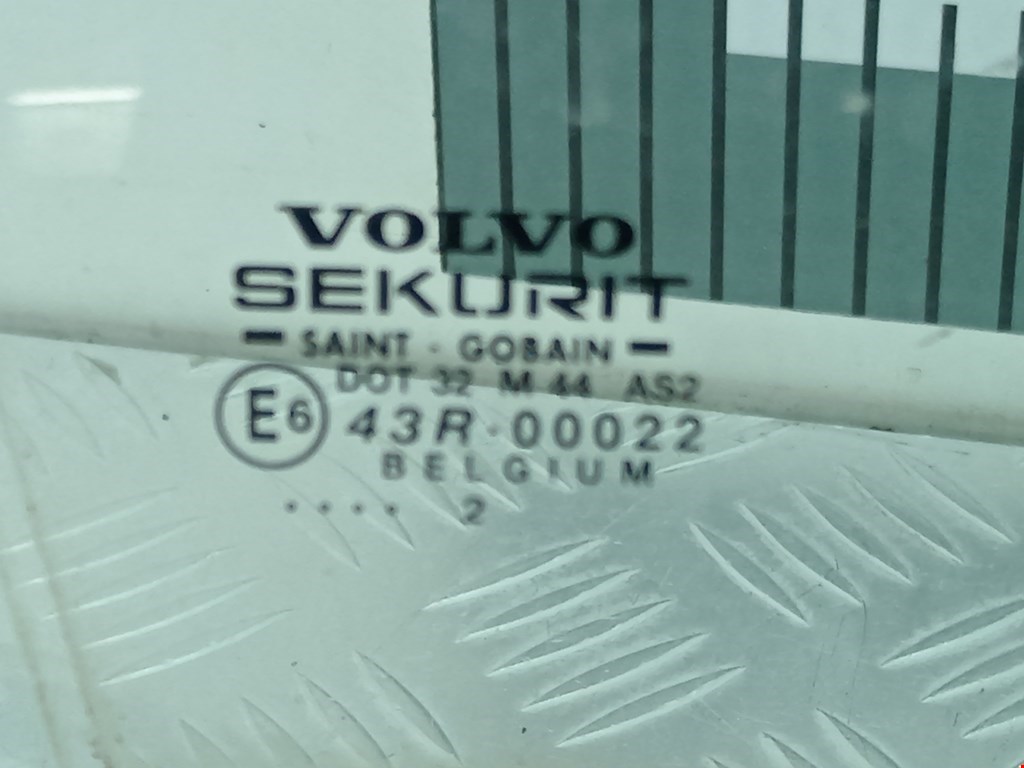 VOLVO
SEKURIT
SAINT - GOBAIN
DOT 32 M 44 AS2
E6 43R-00022
BELGIUM
.... 2